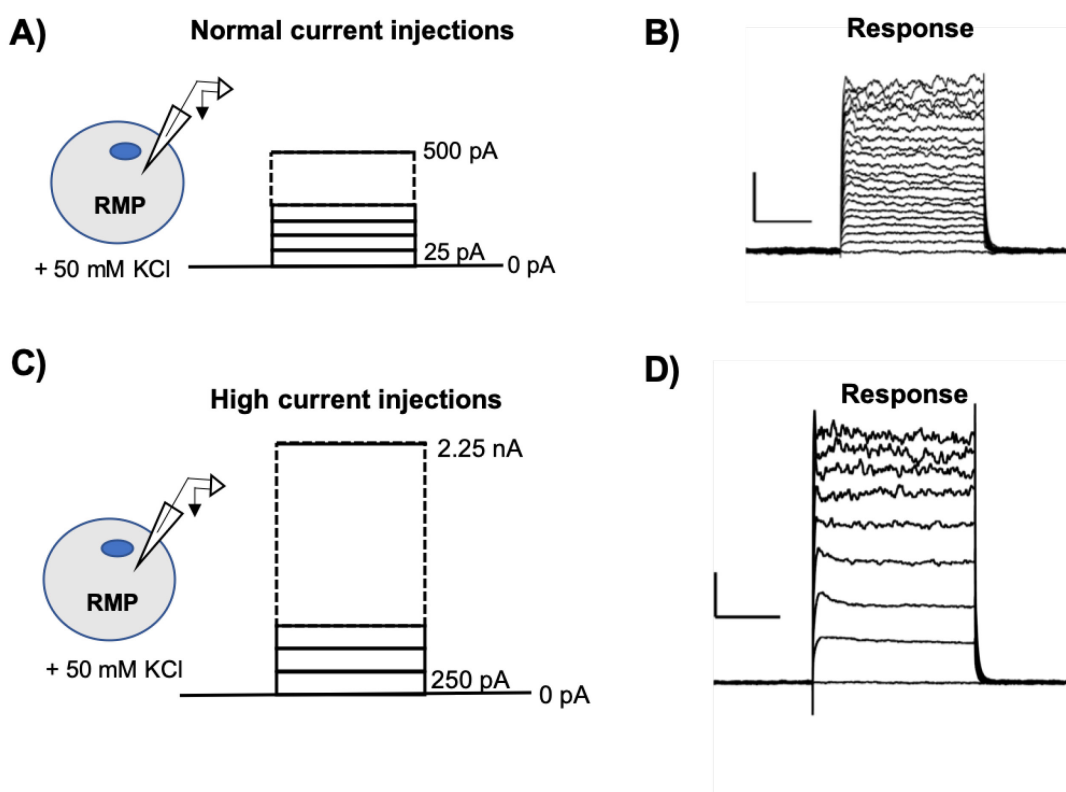 A)
Normal current injections
500 pA
RMP
25 pA
0 pA
+ 50 mM KCl
B)
Response
C)
High current injections
2.25 nA
RMP
+ 50 mM KCl
250 pA
0 pA
D)
Response